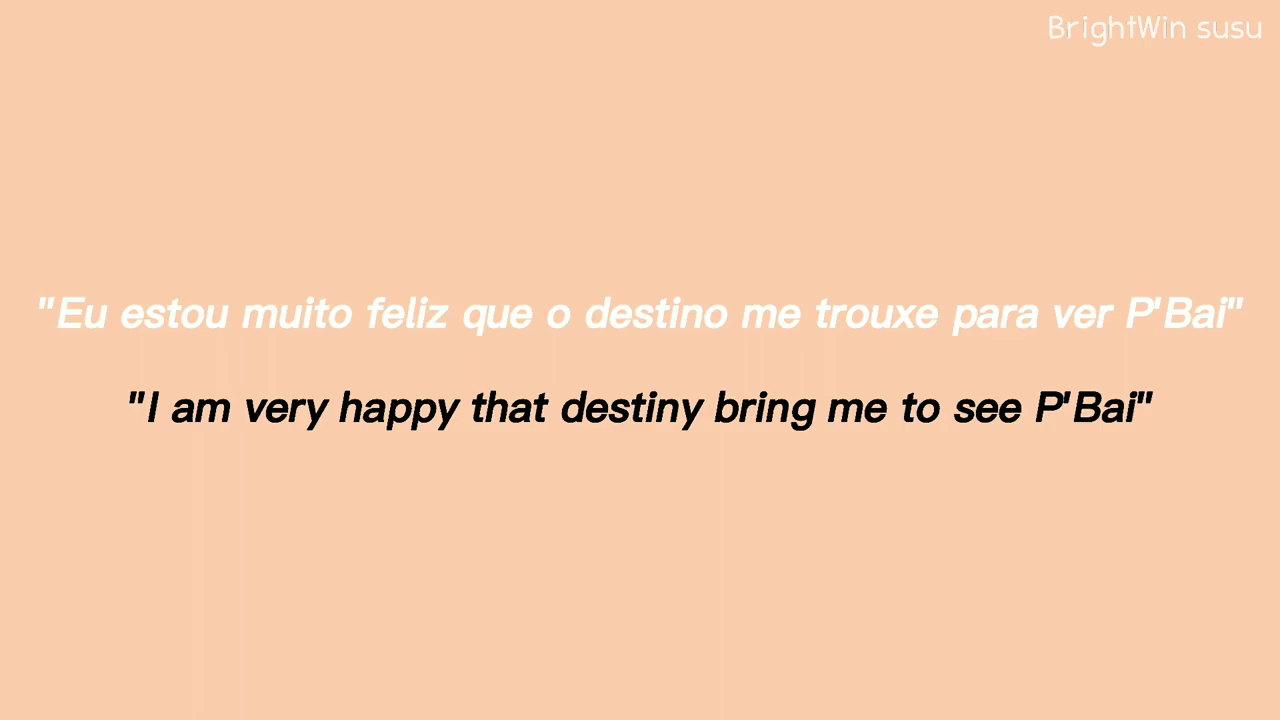 BrightWin susu
"Eu estou muito feliz que o destino me trouxe para ver P'Bai"
"I am very happy that destiny bring me to see P'Bai"